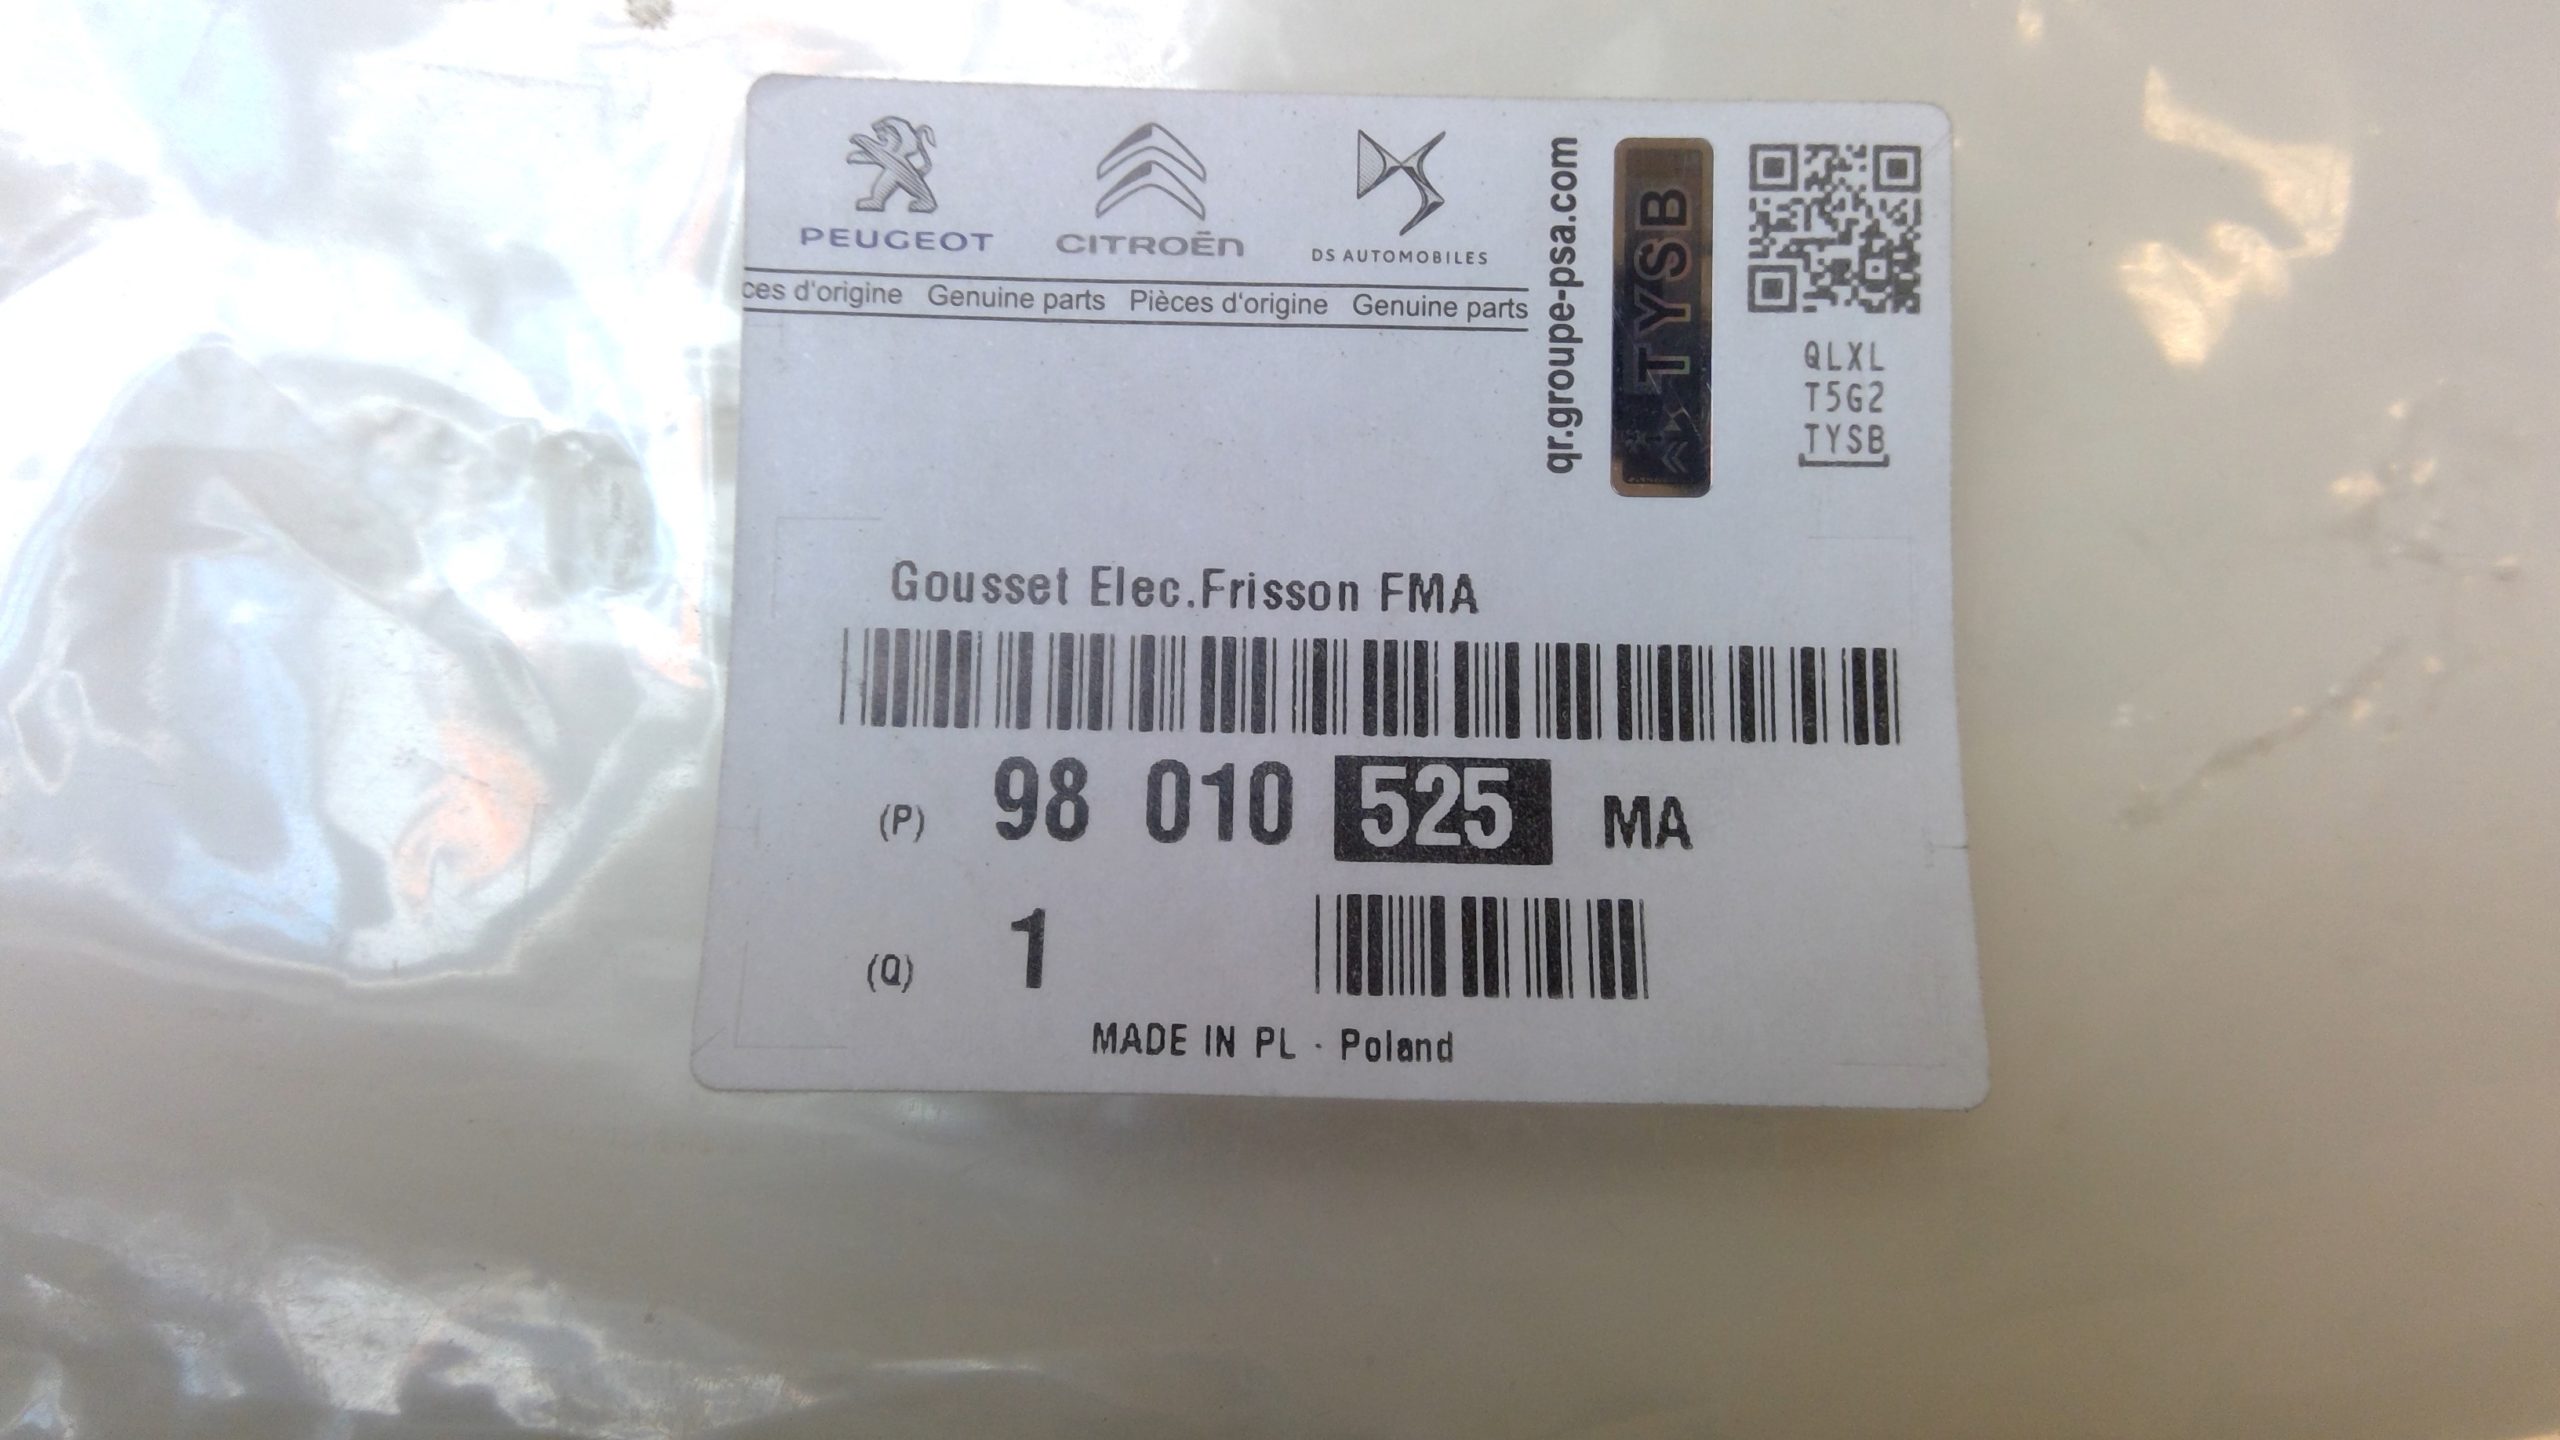 PEUGEOT CITROËN DS AUTOMOBILES
ces d'origine Genuine parts Pièces d'origine Genuine parts
qr.groupe-psa.com
TYSB
QLXL
T5G2
TYSB
Gousset Elec.Frisson FMA
(P) 98 010 525 MA
(Q) 1
MADE IN PL · Poland